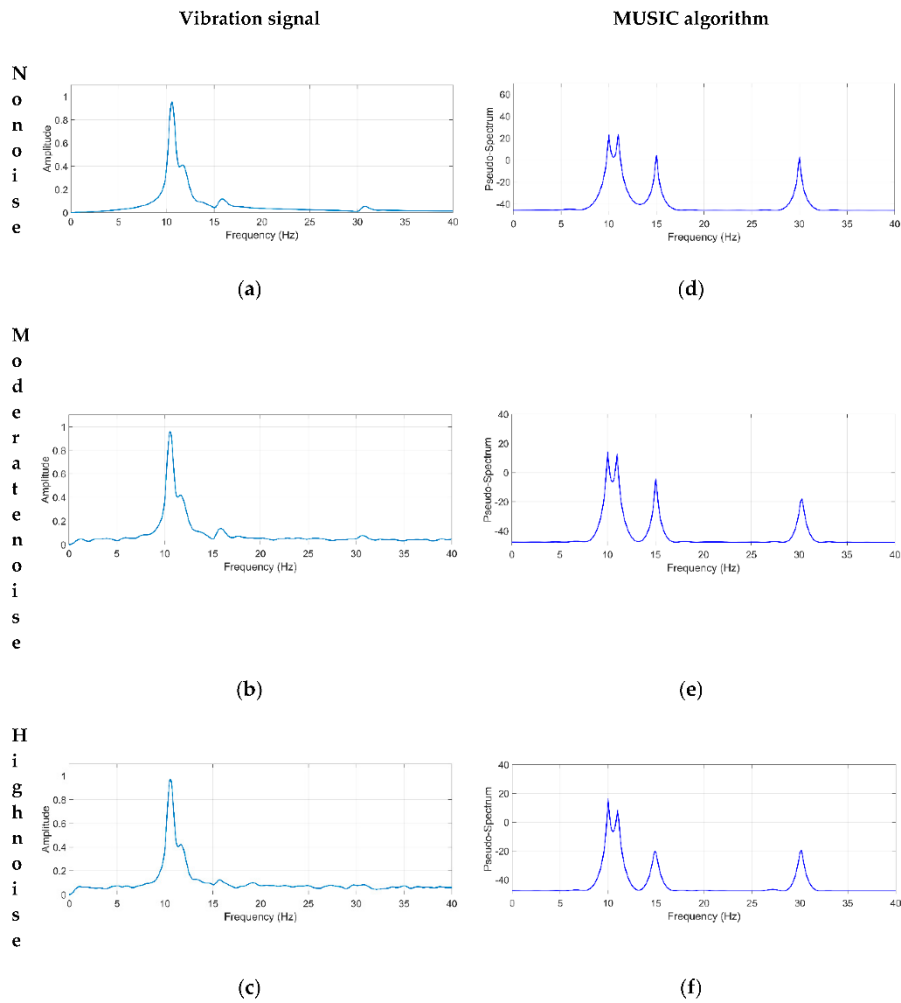 Vibration signal
MUSIC algorithm
No noise
1
0.8
0.6
0.4
0.2
0
Amplitude
0 5 10 15 20 25 30 35 40
Frequency (Hz)
(a)
60
40
20
0
-20
-40
Pseudo-Spectrum
0 5 10 15 20 25 30 35 40
Frequency (Hz)
(d)
Moderate noise
1
0.8
0.6
0.4
0.2
0
Amplitude
0 5 10 15 20 25 30 35 40
Frequency (Hz)
(b)
40
20
0
-20
-40
Pseudo-Spectrum
0 5 10 15 20 25 30 35 40
Frequency (Hz)
(e)
High noise
1
0.8
0.6
0.4
0.2
0
Amplitude
0 5 10 15 20 25 30 35 40
Frequency (Hz)
(c)
40
20
0
-20
-40
Pseudo-Spectrum
0 5 10 15 20 25 30 35 40
Frequency (Hz)
(f)